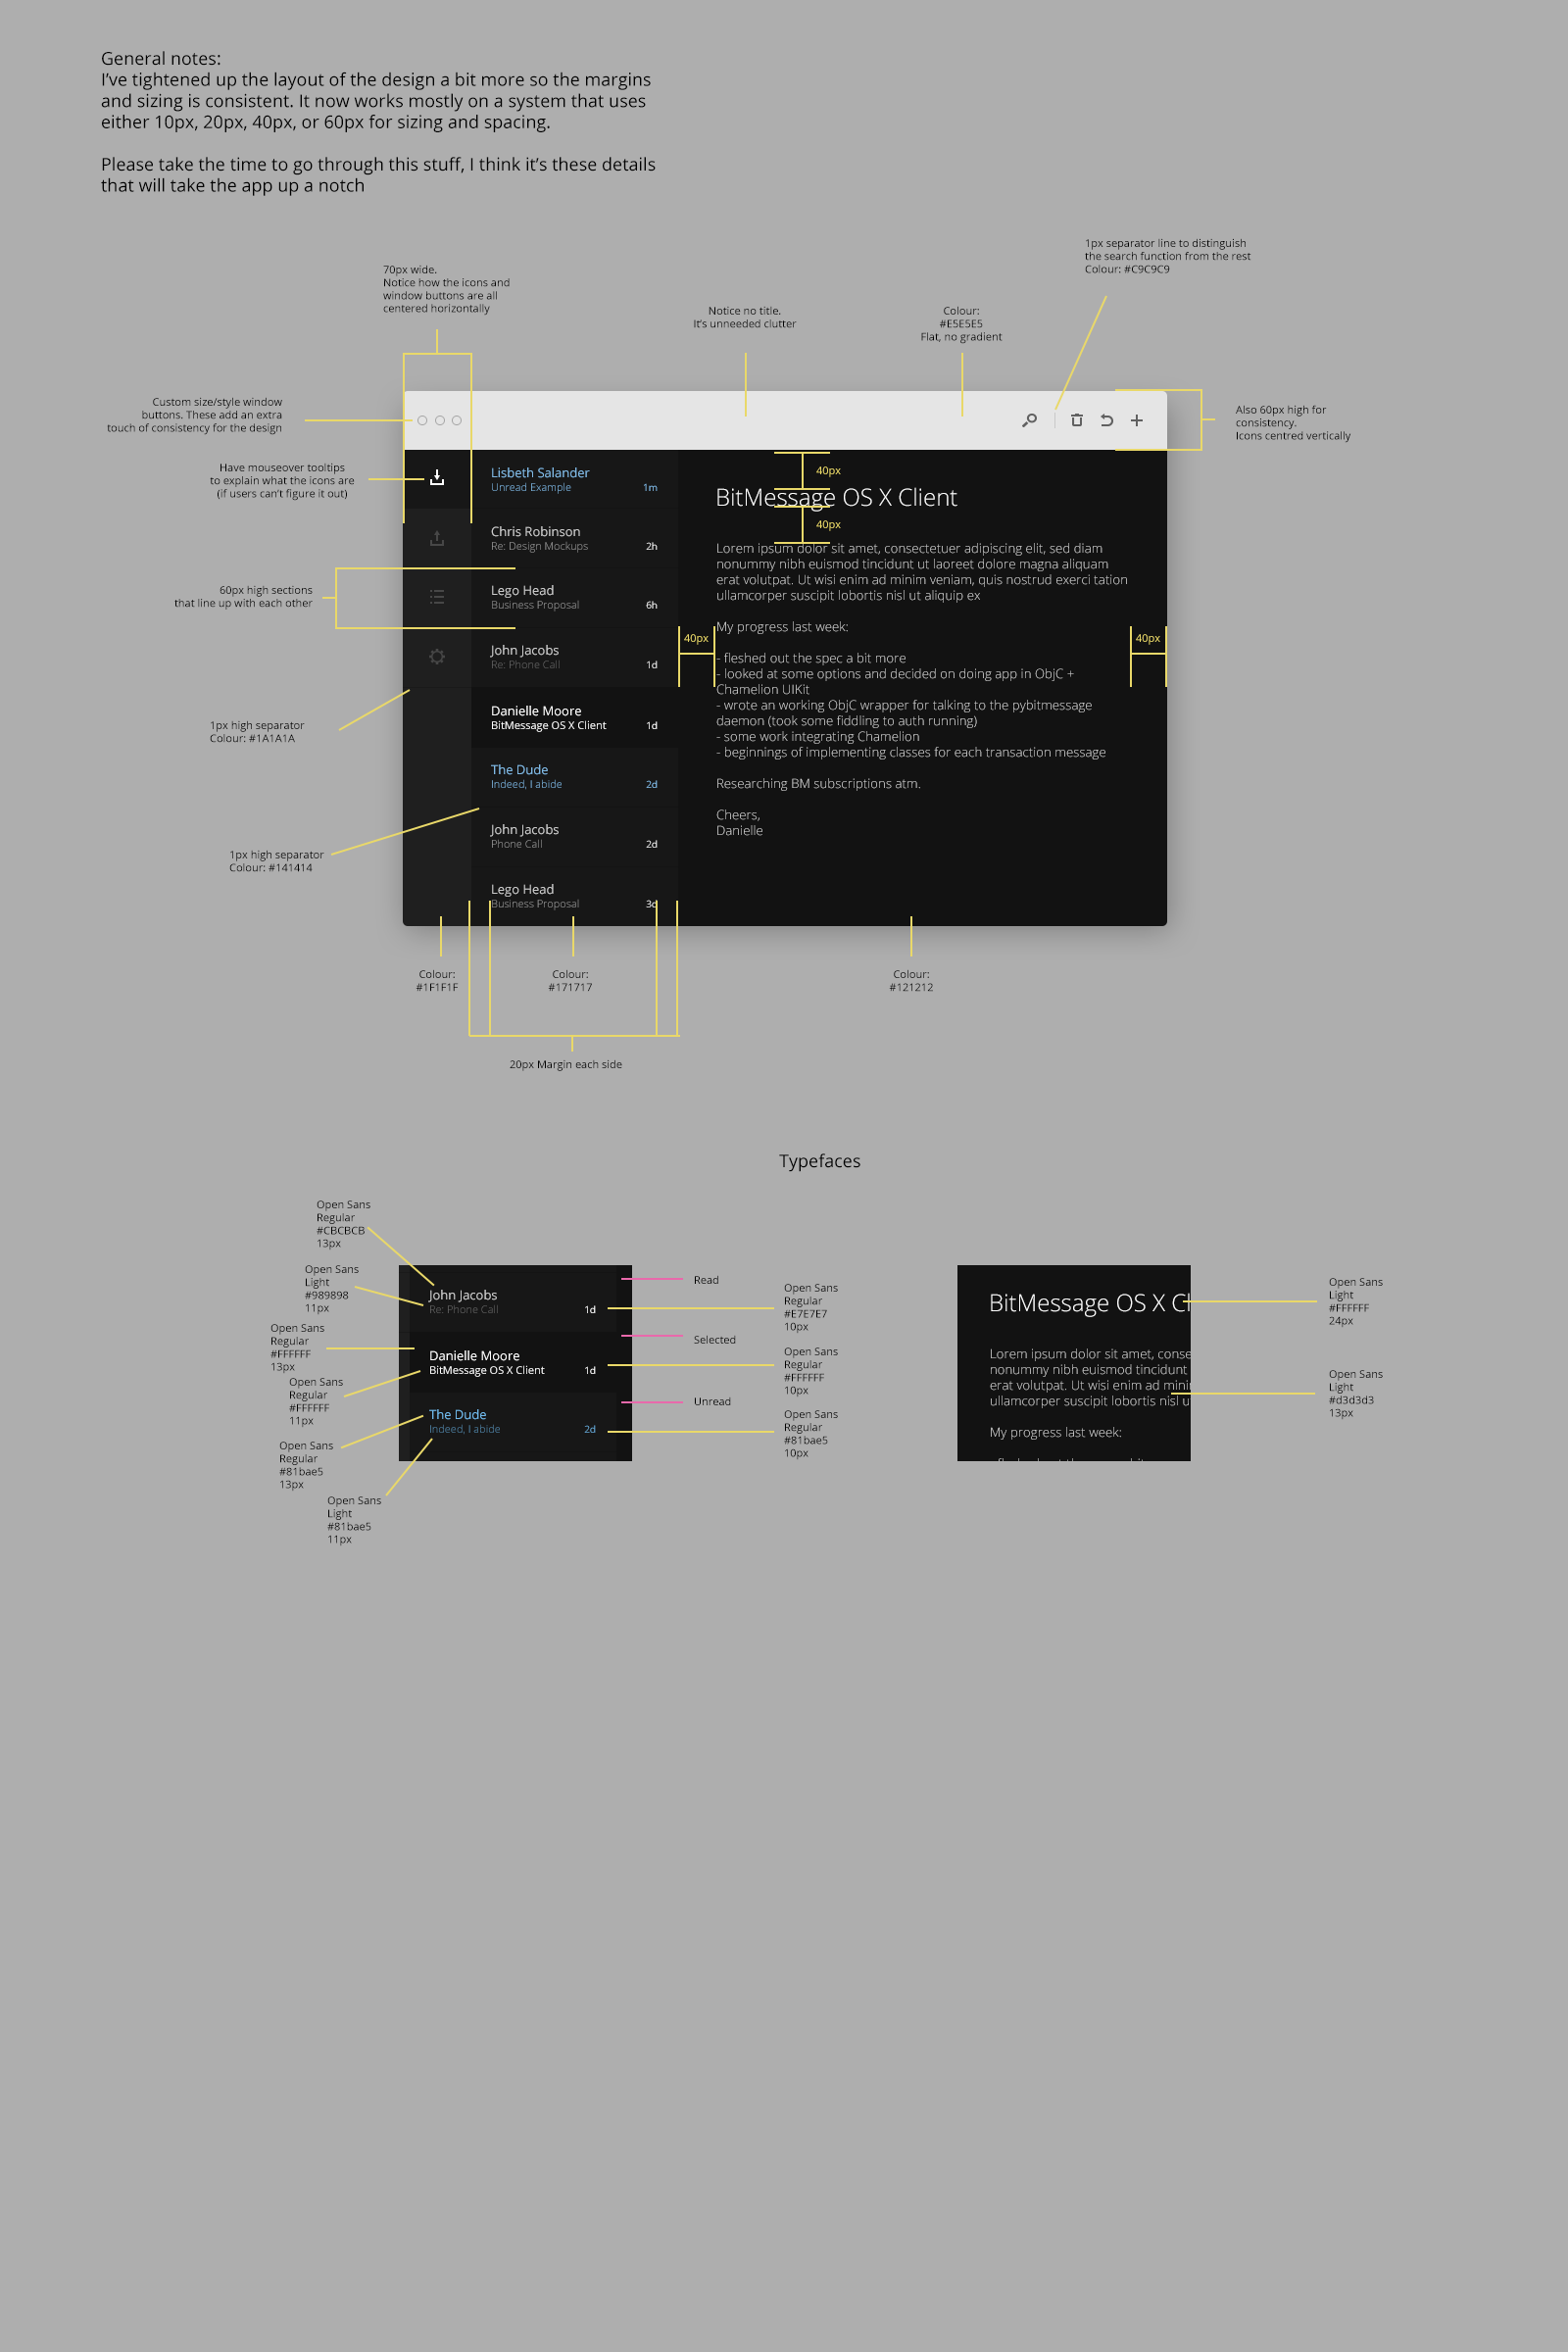 General notes:
I've tightened up the layout of the design a bit more so the margins
and sizing is consistent. It now works mostly on a system that uses
either 10px, 20px, 40px, or 60px for sizing and spacing.
Please take the time to go through this stuff, I think it's these details
that will take the app up a notch
1px separator line to distinguish
the search function from the rest
Colour: #C9C9C9
70px wide.
Notice how the icons and
window buttons are all
centered horizontally
Notice no title.
It's unneeded clutter
Colour:
#E5E5E5
Flat, no gradient
Custom size/style window
buttons. These add an extra
touch of consistency for the design
Also 60px high for
consistency.
Icons centred vertically
Have mouseover tooltips
to explain what the icons are
(if users can't figure it out)
60px high sections
that line up with each other
1px high separator
Colour: #1A1A1A
1px high separator
Colour: #141414
Lisbeth Salander
Unread Example 1m
Chris Robinson
Re: Design Mockups 2h
Lego Head
Business Proposal 6h
John Jacobs
Re: Phone Call 1d
Danielle Moore
BitMessage OS X Client 1d
The Dude
Indeed, I abide 2d
John Jacobs
Phone Call 2d
Lego Head
Business Proposal 3d
40px
BitMessage OS X Client
40px
Lorem ipsum dolor sit amet, consectetuer adipiscing elit, sed diam
nonummy nibh euismod tincidunt ut laoreet dolore magna aliquam
erat volutpat. Ut wisi enim ad minim veniam, quis nostrud exerci tation
ullamcorper suscipit lobortis nisl ut aliquip ex
My progress last week:
40px
40px
- fleshed out the spec a bit more
- looked at some options and decided on doing app in ObjC +
Chamelion UIKit
- wrote an working ObjC wrapper for talking to the pybitmessage
daemon (took some fiddling to auth running)
- some work integrating Chamelion
- beginnings of implementing classes for each transaction message
Researching BM subscriptions atm.
Cheers,
Danielle
Colour:
#1F1F1F
Colour:
#171717
Colour:
#121212
20px Margin each side
Typefaces
Open Sans
Regular
#CBCBCB
13px
Open Sans
Light
#989898
11px
Open Sans
Regular
#FFFFFF
13px
Open Sans
Regular
#FFFFFF
11px
Open Sans
Regular
#81bae5
13px
Open Sans
Light
#81bae5
11px
John Jacobs
Re: Phone Call 1d
Danielle Moore
BitMessage OS X Client 1d
The Dude
Indeed, I abide 2d
Read
Selected
Unread
Open Sans
Regular
#E7E7E7
10px
Open Sans
Regular
#FFFFFF
10px
Open Sans
Regular
#81bae5
10px
BitMessage OS X Cl
Lorem ipsum dolor sit amet, conse
nonummy nibh euismod tincidunt
erat volutpat. Ut wisi enim ad minim
ullamcorper suscipit lobortis nisl u
My progress last week:
Open Sans
Light
#FFFFFF
24px
Open Sans
Light
#d3d3d3
13px